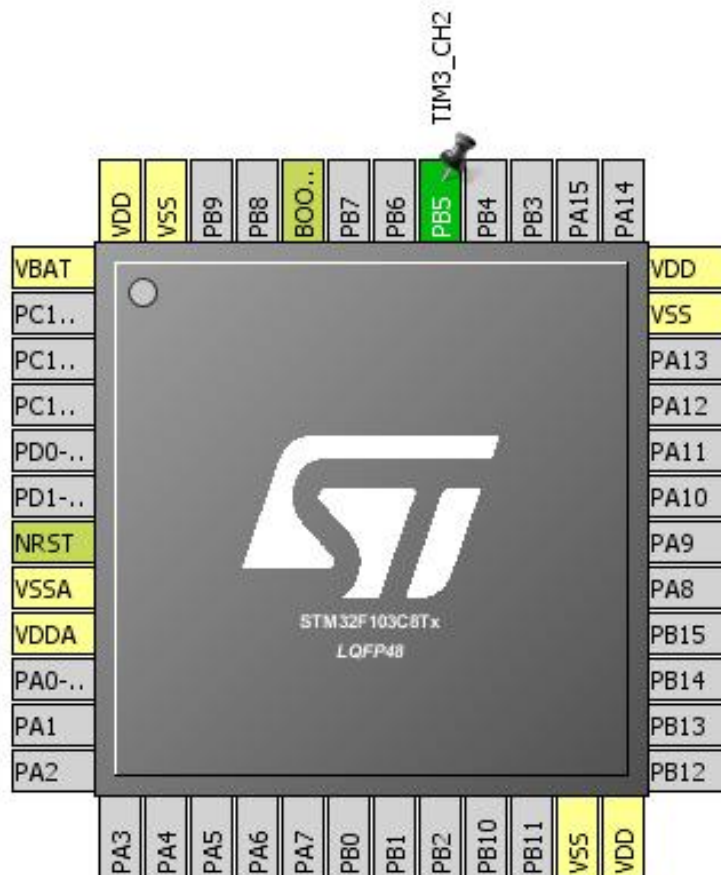 TIM3_CH2
VDD
VSS
PB9
PB8
BOO..
PB7
PB6
PB5
PB4
PB3
PA15
PA14
VBAT
PC1..
PC1..
PC1..
PD0-..
PD1-..
NRST
VSSA
VDDA
PA0-..
PA1
PA2
VDD
VSS
PA13
PA12
PA11
PA10
PA9
PA8
PB15
PB14
PB13
PB12
ST
STM32F103C8Tx
LQFP48
PA3
PA4
PA5
PA6
PA7
PB0
PB1
PB2
PB10
PB11
VSS
VDD